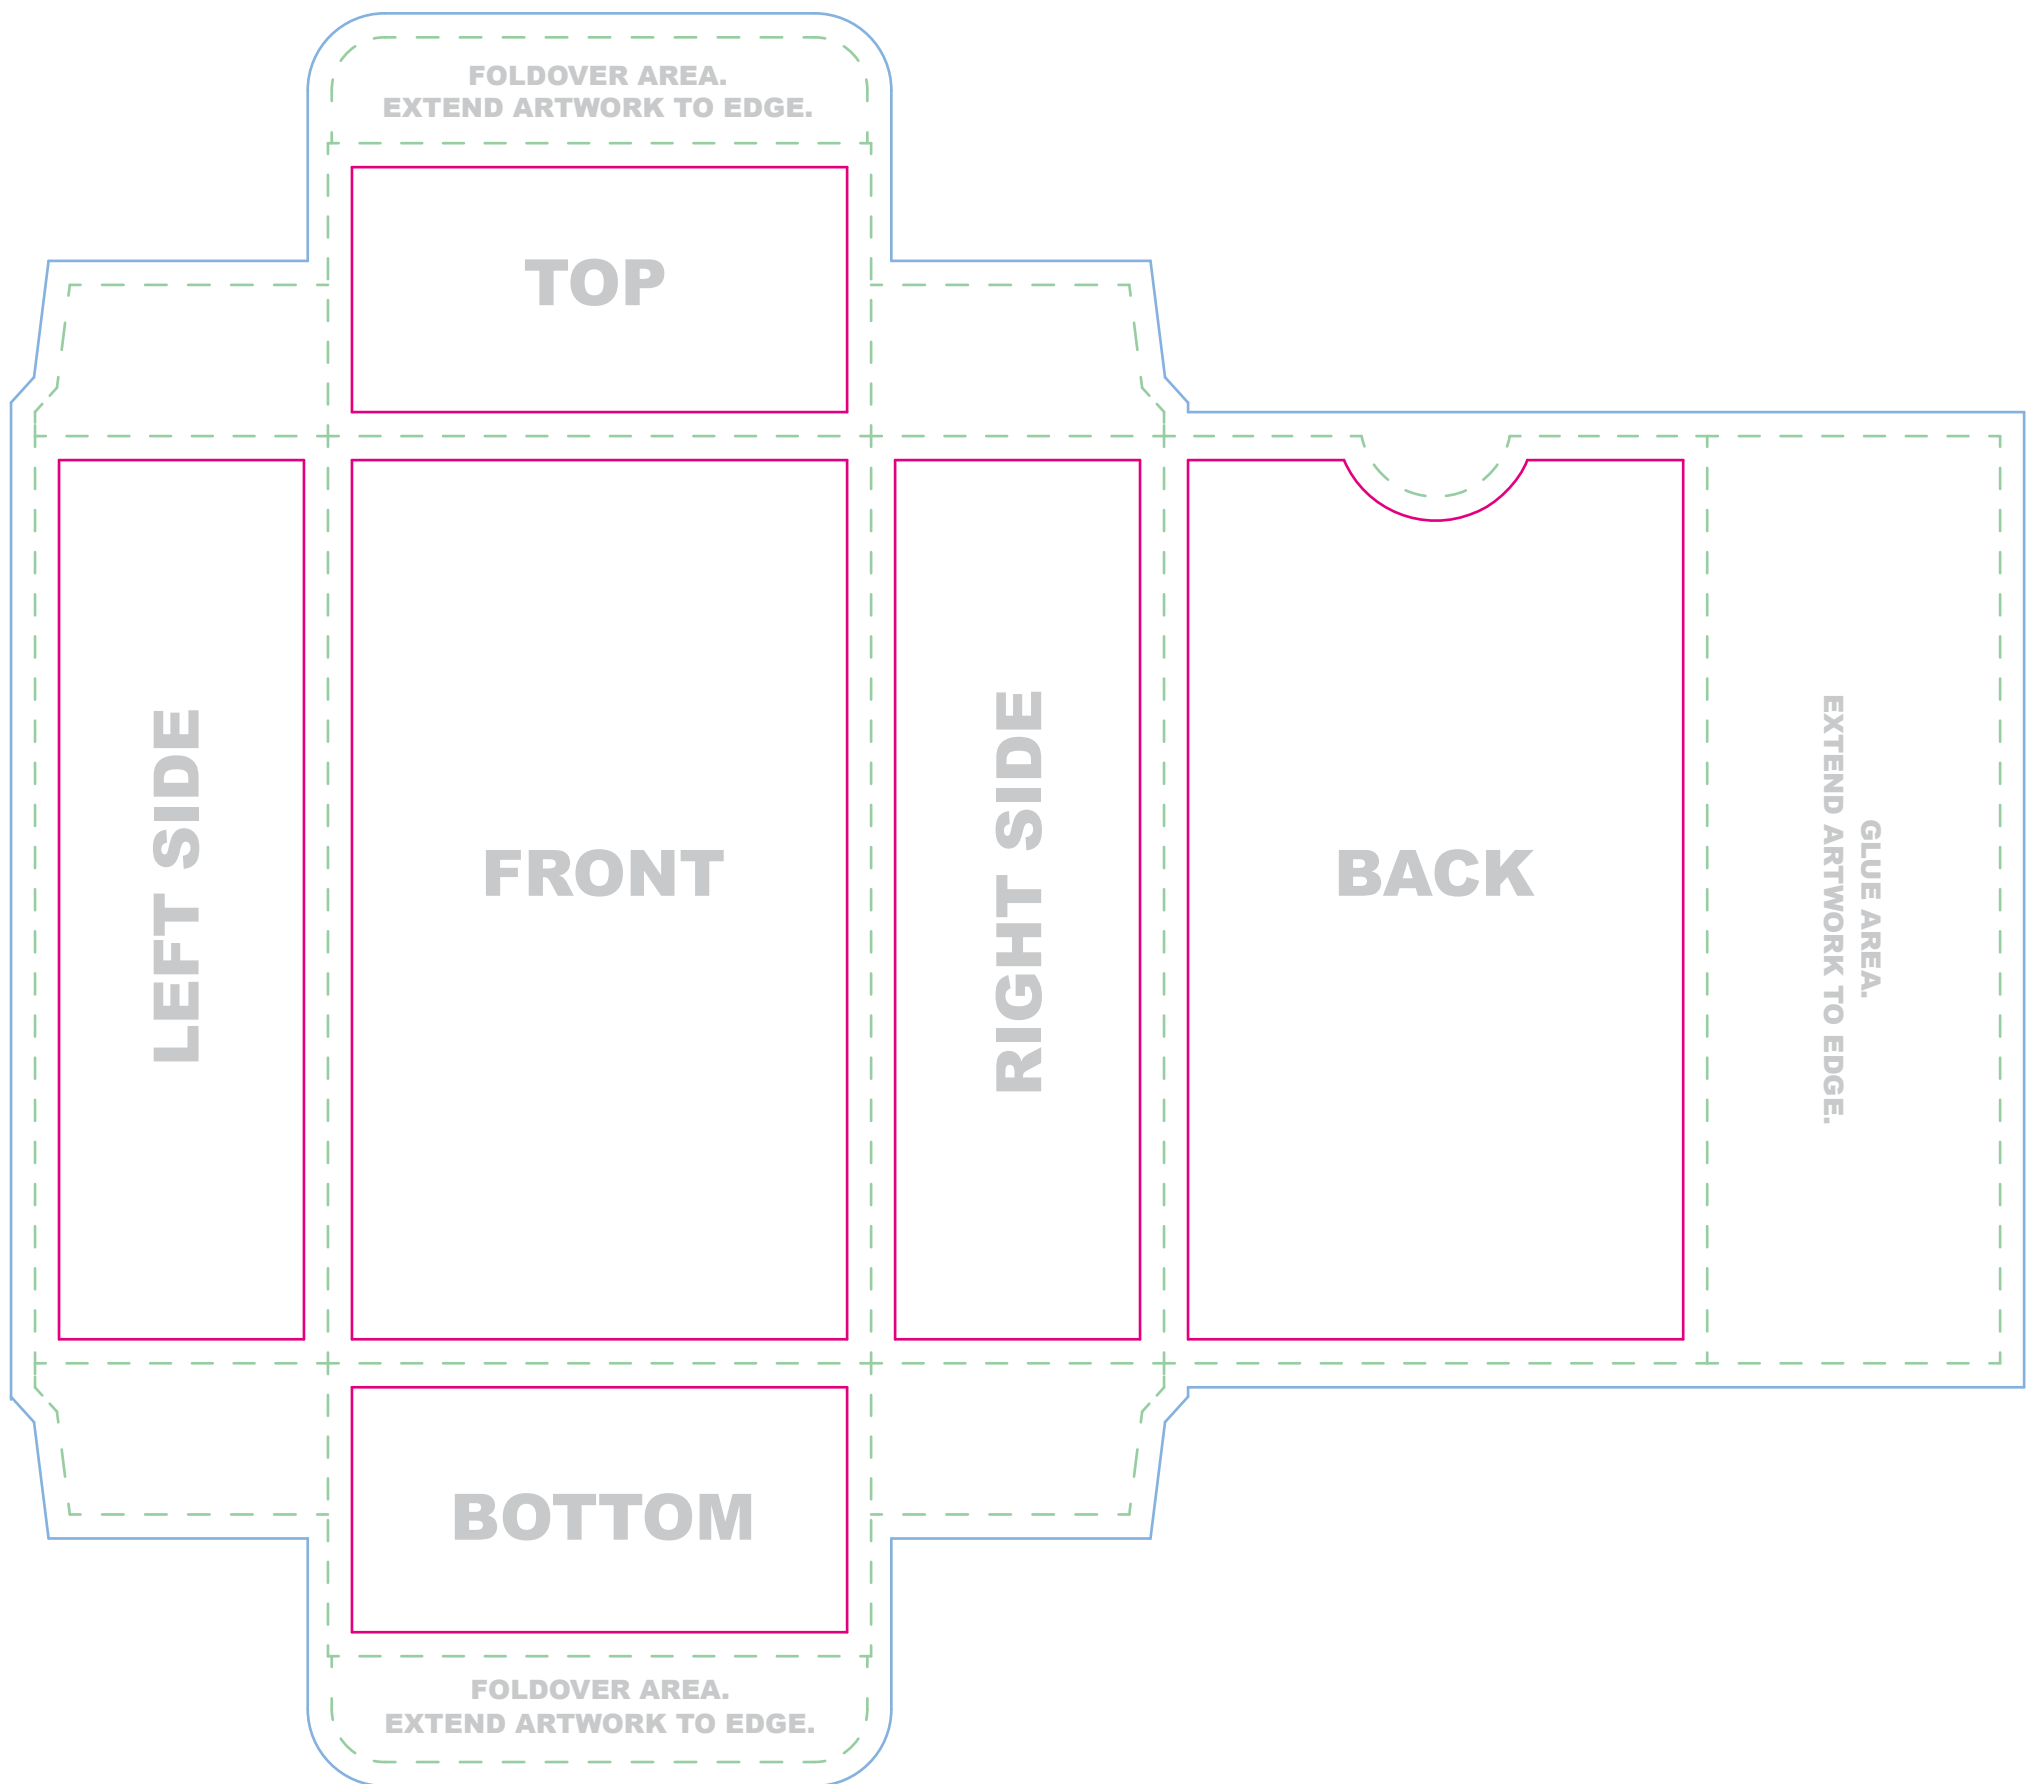 FOLDOVER AREA.
EXTEND ARTWORK TO EDGE.
TOP
LEFT SIDE
FRONT
RIGHT SIDE
BACK
GLUE AREA.
EXTEND ARTWORK TO EDGE.
BOTTOM
FOLDOVER AREA.
EXTEND ARTWORK TO EDGE.